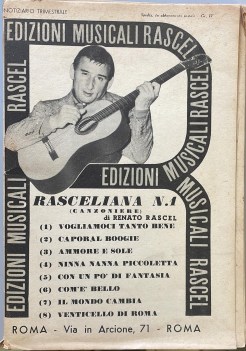 NOTIZIARIO TRIMESTRALE
EDIZIONI MUSICALI RASCEL
EDIZIONI MUSICALI RASCEL
EDIZIONI MUSICALI RASCEL
MUSICALI RASCEL
RASCELIANA N.1
(CANZONIERE)
di RENATO RASCEL
(1) VOGLIAMOCI TANTO BENE
(2) CAPORAL BOOGIE
(3) AMMORE E SOLE
(4) NINNA NANNA PICCOLETTA
(5) CON UN PO' DI FANTASIA
(6) COM'È BELLO
(7) IL MONDO CAMBIA
(8) VENTICELLO DI ROMA
ROMA - Via in Arcione, 71 - ROMA